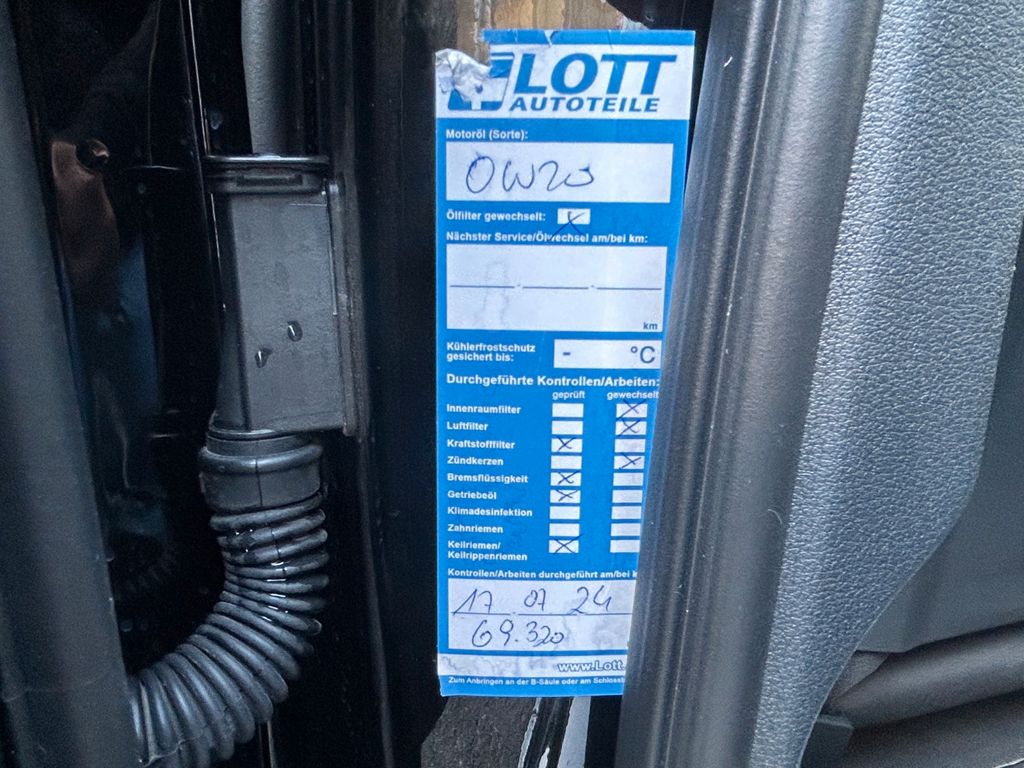 LOTT
AUTOTEILE
Motoröl (Sorte):
0W20
Ölfilter gewechselt: x
Nächster Service/Ölwechsel am/bei km:
km
Kühlerfrostschutz
gesichert bis:
- °C
Durchgeführte Kontrollen/Arbeiten:
geprüft gewechselt
Innenraumfilter
Luftfilter
Kraftstofffilter
Zündkerzen
Bremsflüssigkeit
Getriebeöl
Klimadesinfektion
Zahnriemen
Keilriemen/
Keilrippenriemen
Kontrollen/Arbeiten durchgeführt am/bei
17 07 24
69.320
www.Lott.
Zum Anbringen an der B-Säule oder am